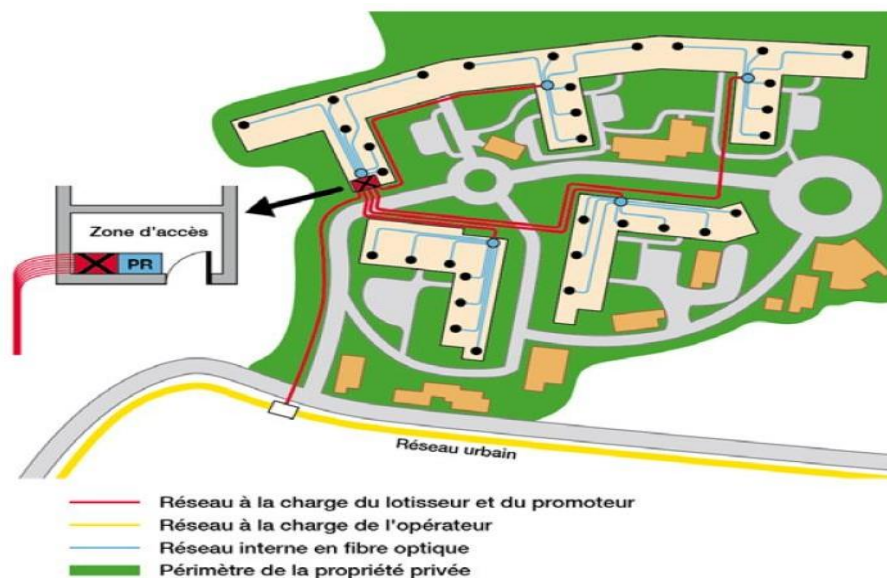 Zone d'accès
PR
Réseau urbain
Réseau à la charge du lotisseur et du promoteur
Réseau à la charge de l'opérateur
Réseau interne en fibre optique
Périmètre de la propriété privée